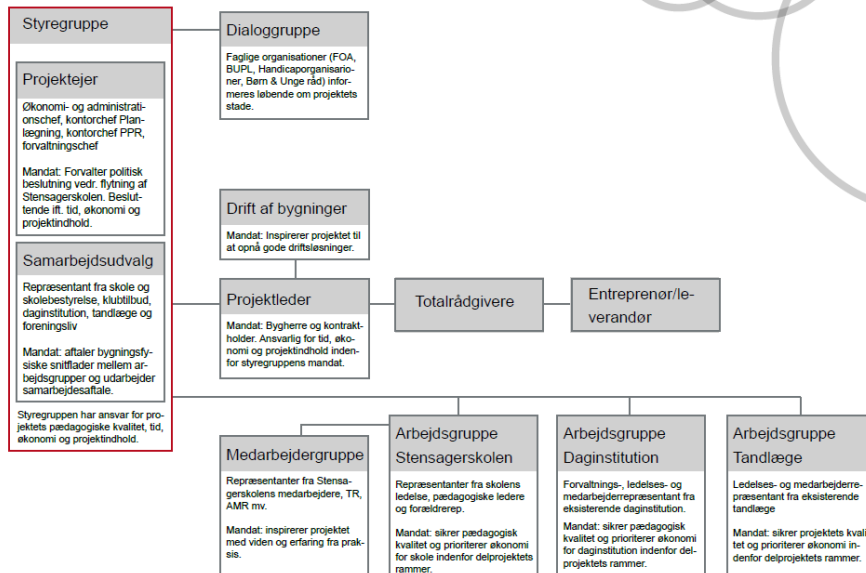 Styregruppe
Projektejer
Økonomi- og administrati-
onschef, kontorchef Plan-
lægning, kontorchef PPR,
forvaltningschef
Mandat: Forvalter politisk
beslutning vedr. flytning af
Stensagerskolen. Beslut-
tende ift. tid, økonomi og
projektindhold.
Samarbejdsudvalg
Repræsentant fra skole og
skolebestyrelse, klubtilbud,
daginstitution, tandlæge og
foreningsliv
Mandat: aftaler bygningsfy-
siske snitflader mellem ar-
bejdsgrupper og udarbejder
samarbejdesaftale.
Styregruppen har ansvar for pro-
jektets pædagogiske kvalitet, tid,
økonomi og projektindhold.
Dialoggruppe
Faglige organisationer (FOA,
BUPL, Handicaporganisario-
ner, Børn & Unge råd) infor-
meres løbende om projektets
stade.
Drift af bygninger
Mandat: Inspirerer projektet til
at opnå gode driftsløsninger.
Projektleder
Mandat: Bygherre og kontrakt-
holder. Ansvarlig for tid, øko-
nomi og projektindhold inden-
for styregruppens mandat.
Totalrådgivere
Entreprenør/le-
verandør
Medarbejdergruppe
Repræsentanter fra Stensa-
gerskolens medarbejdere, TR,
AMR mv.
Mandat: inspirerer projektet
med viden og erfaring fra prak-
sis.
Arbejdsgruppe
Stensagerskolen
Repræsentanter fra skolens
ledelse, pædagogiske ledere
og forældrerep.
Mandat: sikrer pædagogisk
kvalitet og prioriterer økonomi
for skole indenfor delprojektets
rammer.
Arbejdsgruppe
Daginstitution
Forvaltnings-, ledelses- og
medarbejderrepræsentant fra
eksisterende daginstitution.
Mandat: sikrer pædagogisk
kvalitet og prioriterer økonomi
for daginstitution indenfor del-
projektets rammer.
Arbejdsgruppe
Tandlæge
Ledelses- og medarbejderre-
præsentant fra eksisterende
tandlæge
Mandat: sikrer projektets kvali
tet og prioriterer økonomi in-
denfor delprojektets rammer.